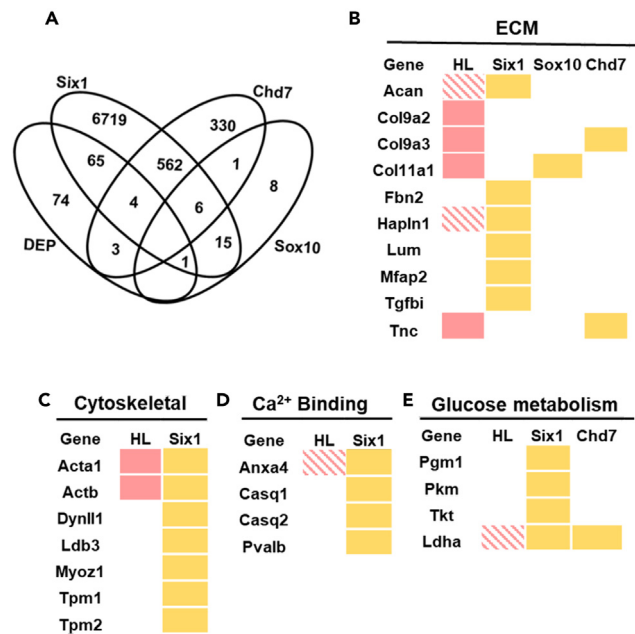 A
Six1
Chd7
6719
330
65
562
1
8
74
4
6
DEP
3
1
15
Sox10
B
ECM
Gene HL Six1 Sox10 Chd7
Acan
Col9a2
Col9a3
Col11a1
Fbn2
Hapln1
Lum
Mfap2
Tgfbi
Tnc
C Cytoskeletal
Gene HL Six1
Acta1
Actb
Dynll1
Ldb3
Myoz1
Tpm1
Tpm2
D Ca²⁺ Binding
Gene HL Six1
Anxa4
Casq1
Casq2
Pvalb
E Glucose metabolism
Gene HL Six1 Chd7
Pgm1
Pkm
Tkt
Ldha